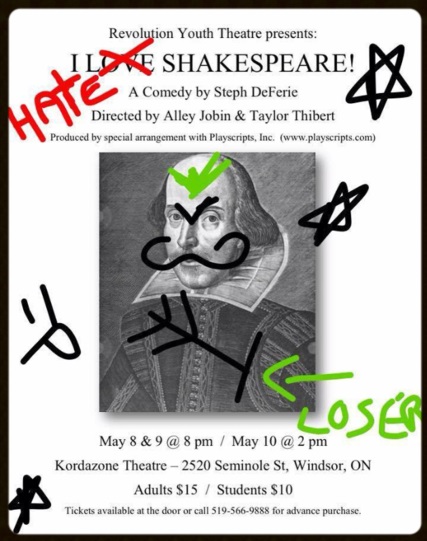 Revolution Youth Theatre presents:
I LOVE SHAKESPEARE!
HATE
A Comedy by Steph DeFerie
Directed by Alley Jobin & Taylor Thibert
Produced by special arrangement with Playscripts, Inc. (www.playscripts.com)
LOSER
May 8 & 9 @ 8 pm / May 10 @ 2 pm
Kordazone Theatre – 2520 Seminole St, Windsor, ON
Adults $15 / Students $10
Tickets available at the door or call 519-566-9888 for advance purchase.